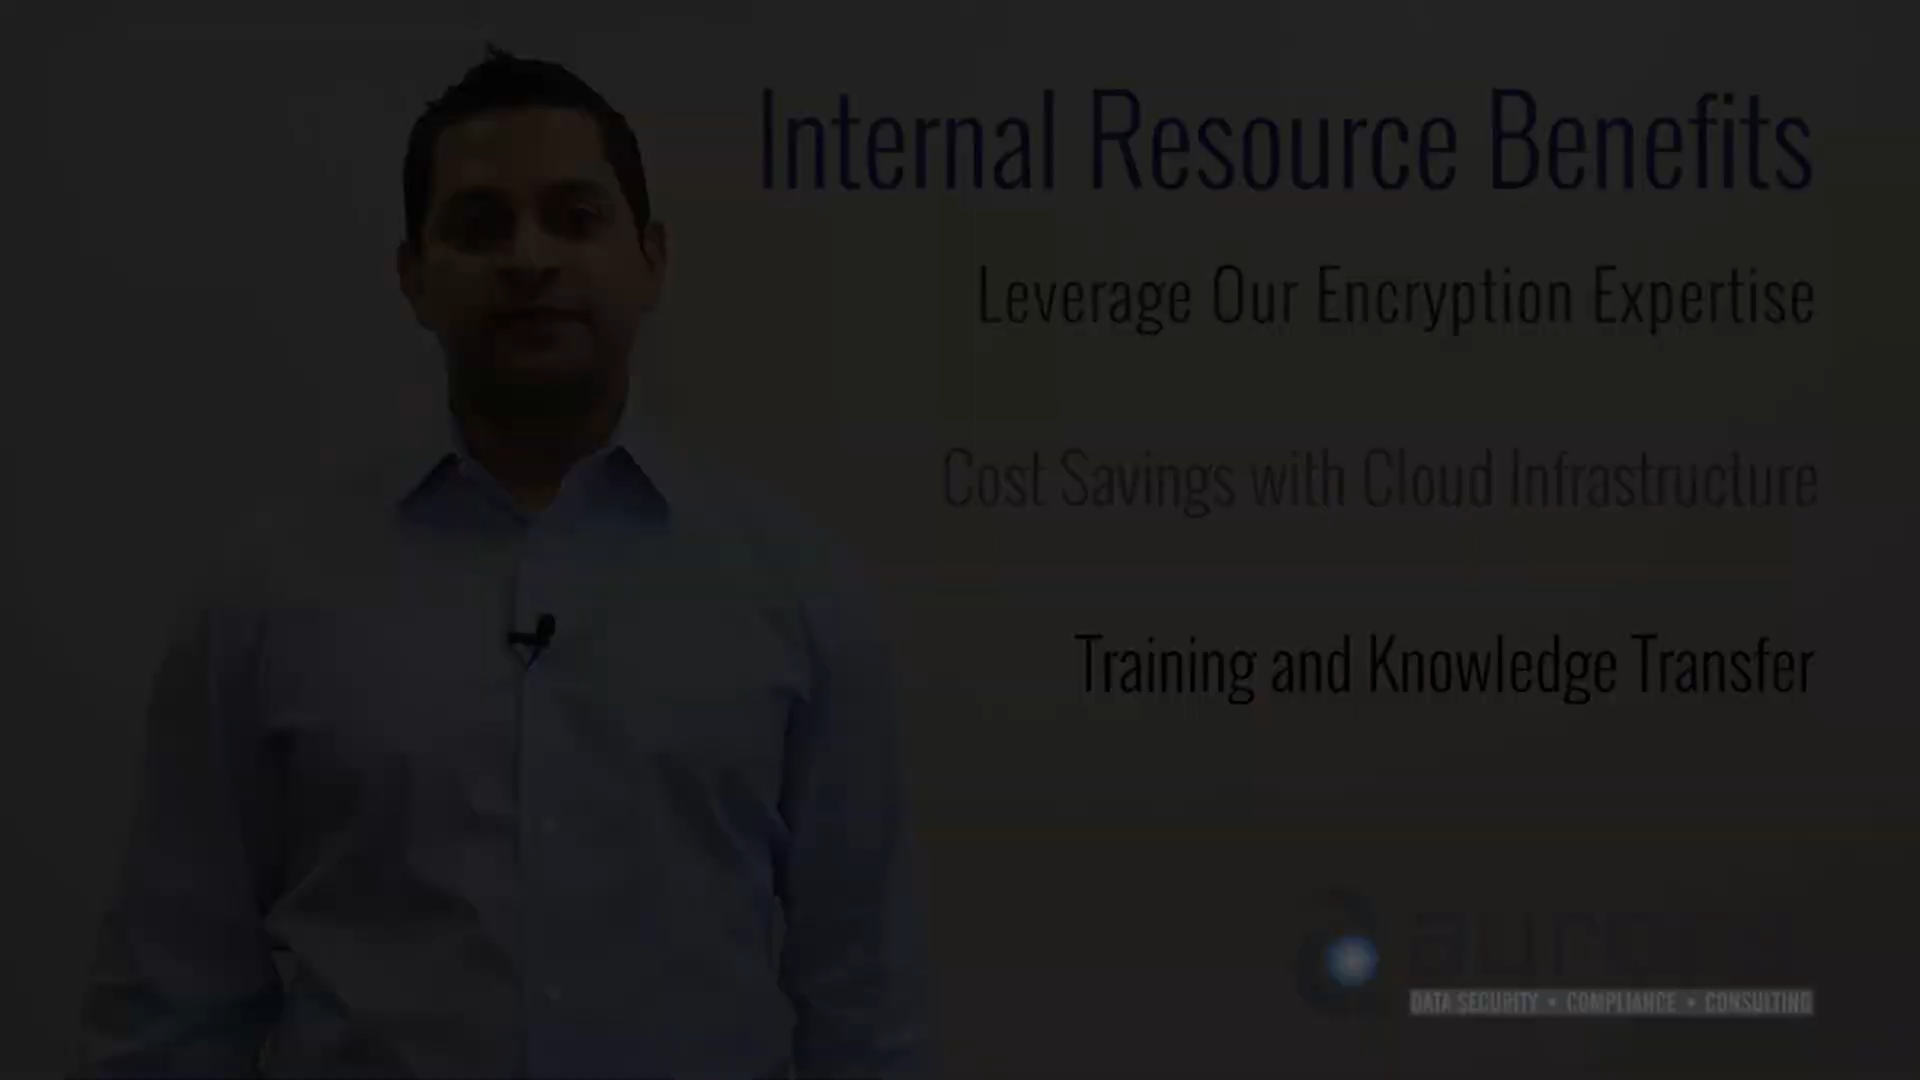 Internal Resource Benefits
Leverage Our Encryption Expertise
Cost Savings with Cloud Infrastructure
Training and Knowledge Transfer
DATA SECURITY • COMPLIANCE • CONSULTING